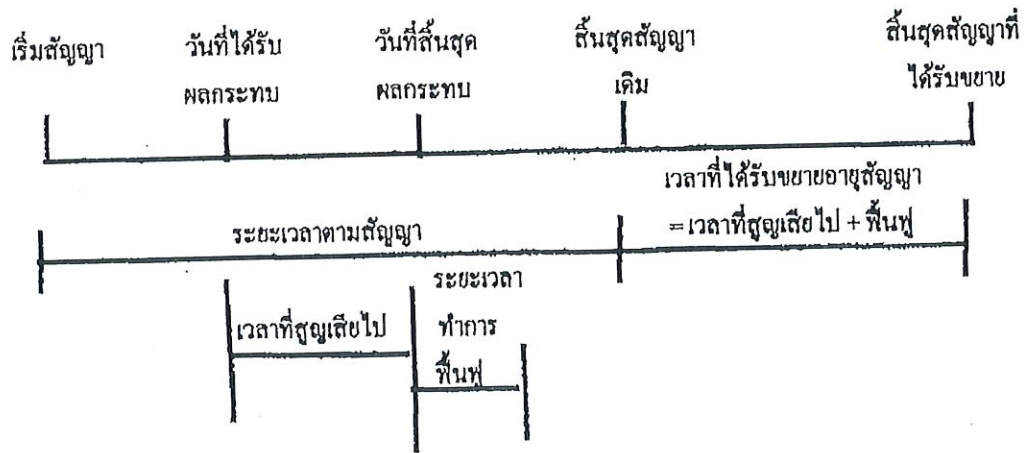 เริ่มสัญญา
วันที่ได้รับ
ผลกระทบ
วันที่สิ้นสุด
ผลกระทบ
สิ้นสุดสัญญา
เดิม
สิ้นสุดสัญญาที่
ได้รับขยาย
เวลาที่ได้รับขยายอายุสัญญา
=เวลาที่สูญเสียไป + ฟื้นฟู
ระยะเวลาตามสัญญา
เวลาที่สูญเสียไป
ระยะเวลา
ทำการ
ฟื้นฟู